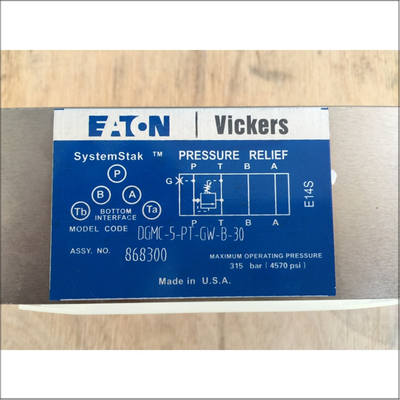 EATON Vickers
SystemStak ™ PRESSURE RELIEF
P T B A
P
G
B A
Tb Ta
BOTTOM
INTERFACE
P T B A
E14S
MODEL CODE DGMC-5-PT-GW-B-30
ASSY. NO. 868300
MAXIMUM OPERATING PRESSURE
315 bar (4570 psi)
Made in U.S.A.